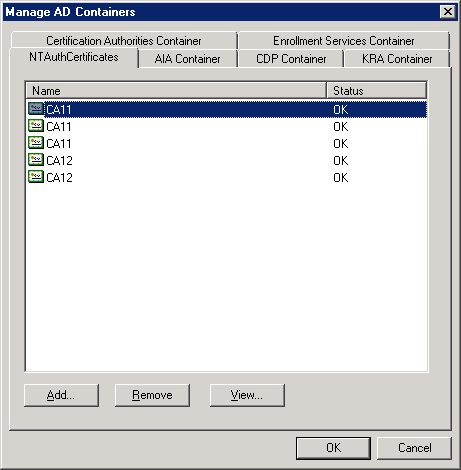 Manage AD Containers
Certification Authorities Container Enrollment Services Container
NTAuthCertificates AIA Container CDP Container KRA Container
Name Status
CA11 OK
CA11 OK
CA11 OK
CA12 OK
CA12 OK
Add... Remove View...
OK Cancel